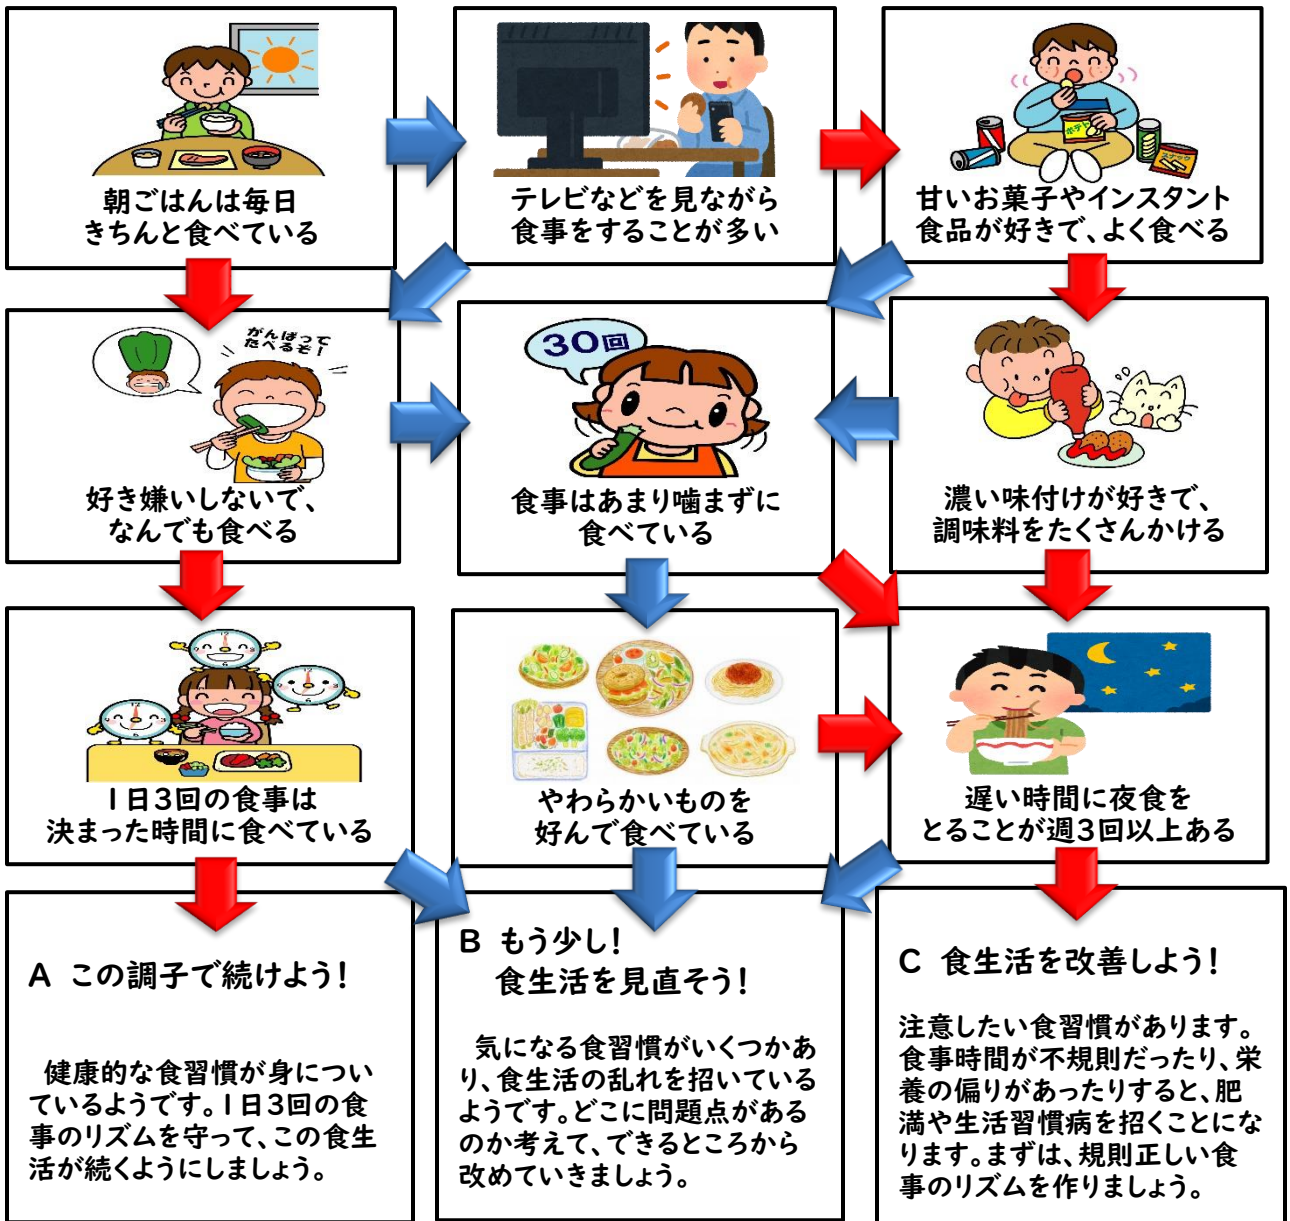 朝ごはんは毎日
きちんと食べている
テレビなどを見ながら
食事をすることが多い
ポテト
スナック
甘いお菓子やインスタント
食品が好きで、よく食べる
がんばって
たべるぞ!
好き嫌いしないで、
なんでも食べる
30回
食事はあまり噛まずに
食べている
濃い味付けが好きで、
調味料をたくさんかける
1日3回の食事は
決まった時間に食べている
やわらかいものを
好んで食べている
遅い時間に夜食を
とることが週3回以上ある
A この調子で続けよう!
健康的な食習慣が身につい
ているようです。1日3回の食
事のリズムを守って、この食生
活が続くようにしましょう。
B もう少し!
食生活を見直そう!
気になる食習慣がいくつかあ
り、食生活の乱れを招いている
ようです。どこに問題点がある
のか考えて、できるところから
改めていきましょう。
C 食生活を改善しよう!
注意したい食習慣があります。
食事時間が不規則だったり、栄
養の偏りがあったりすると、肥
満や生活習慣病を招くことにな
ります。まずは、規則正しい食
事のリズムを作りましょう。